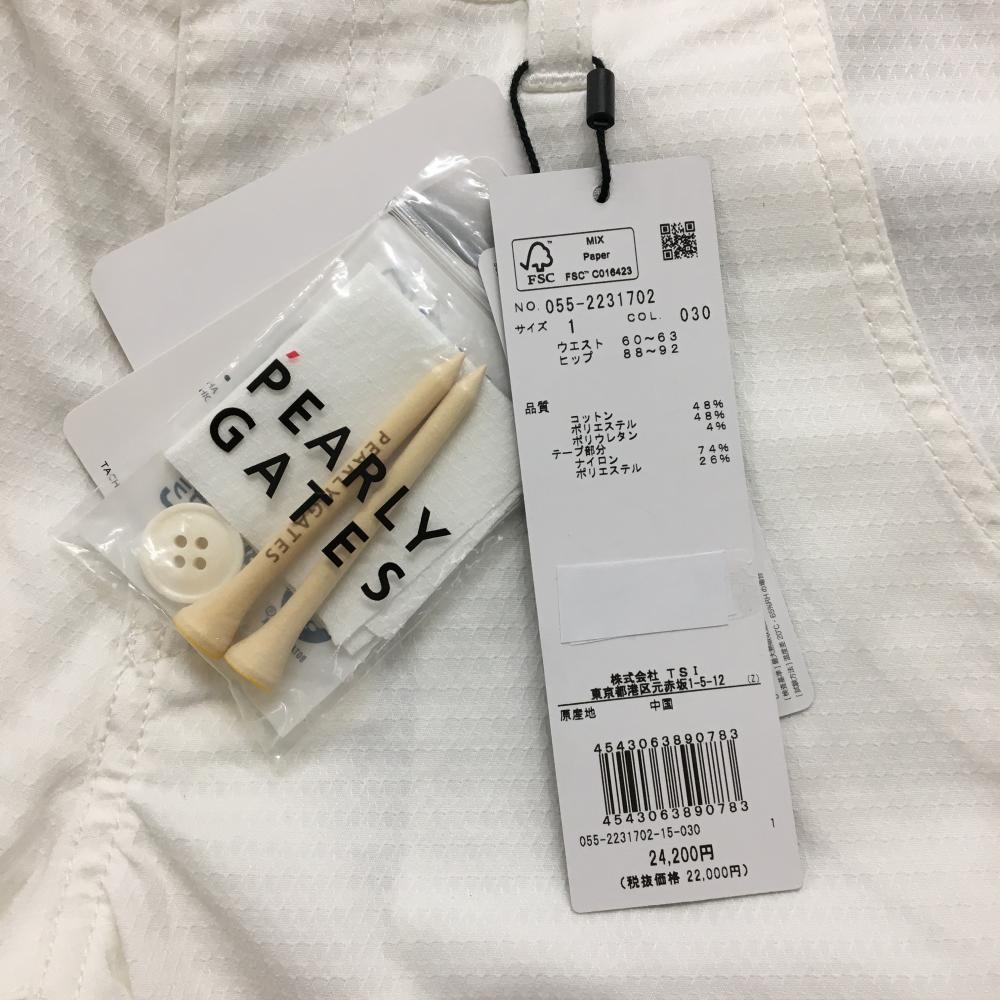 MIX
Paper
FSC™ C016423
FSC™
NO. 055-2231702
サイズ 1 COL. 030
ウエスト 60~63
ヒップ 88~92
品質
コットン 48%
ポリエステル 48%
ポリウレタン 4%
テープ部分
ナイロン 74%
ポリエステル 26%
株式会社 TSI
東京都港区元赤坂1-5-12 (Z)
原産地 中国
4543063890783
4543063890783
055-2231702-15-030 1
24,200円
(税抜価格 22,000円)
PEARLY
GATES
PEARLY GATES
TACH